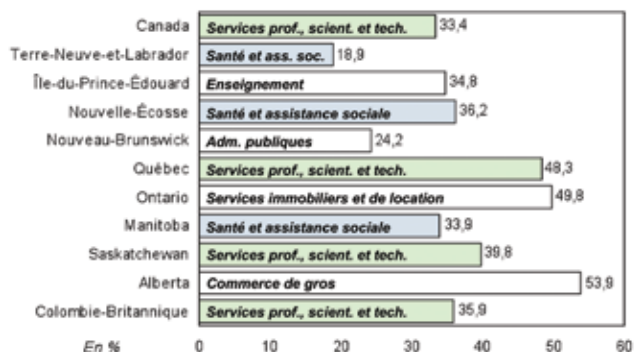 Canada Services prof., scient. et tech. 33,4
Terre-Neuve-et-Labrador Santé et ass. soc. 18,9
Île-du-Prince-Édouard Enseignement 34,8
Nouvelle-Écosse Santé et assistance sociale 36,2
Nouveau-Brunswick Adm. publiques 24,2
Québec Services prof., scient. et tech. 48,3
Ontario Services immobiliers et de location 49,8
Manitoba Santé et assistance sociale 33,9
Saskatchewan Services prof., scient. et tech. 39,8
Alberta Commerce de gros 53,9
Colombie-Britannique Services prof., scient. et tech. 35,9
En % 0 10 20 30 40 50 60